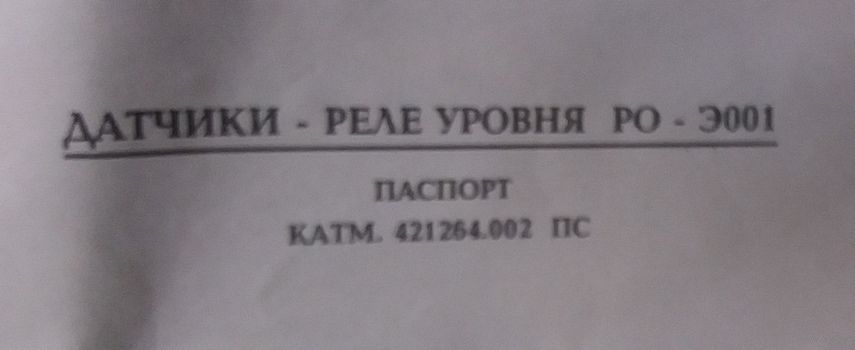 ДАТЧИКИ - РЕЛЕ УРОВНЯ РО - Э001
ПАСПОРТ
КАТМ. 421264.002 ПС